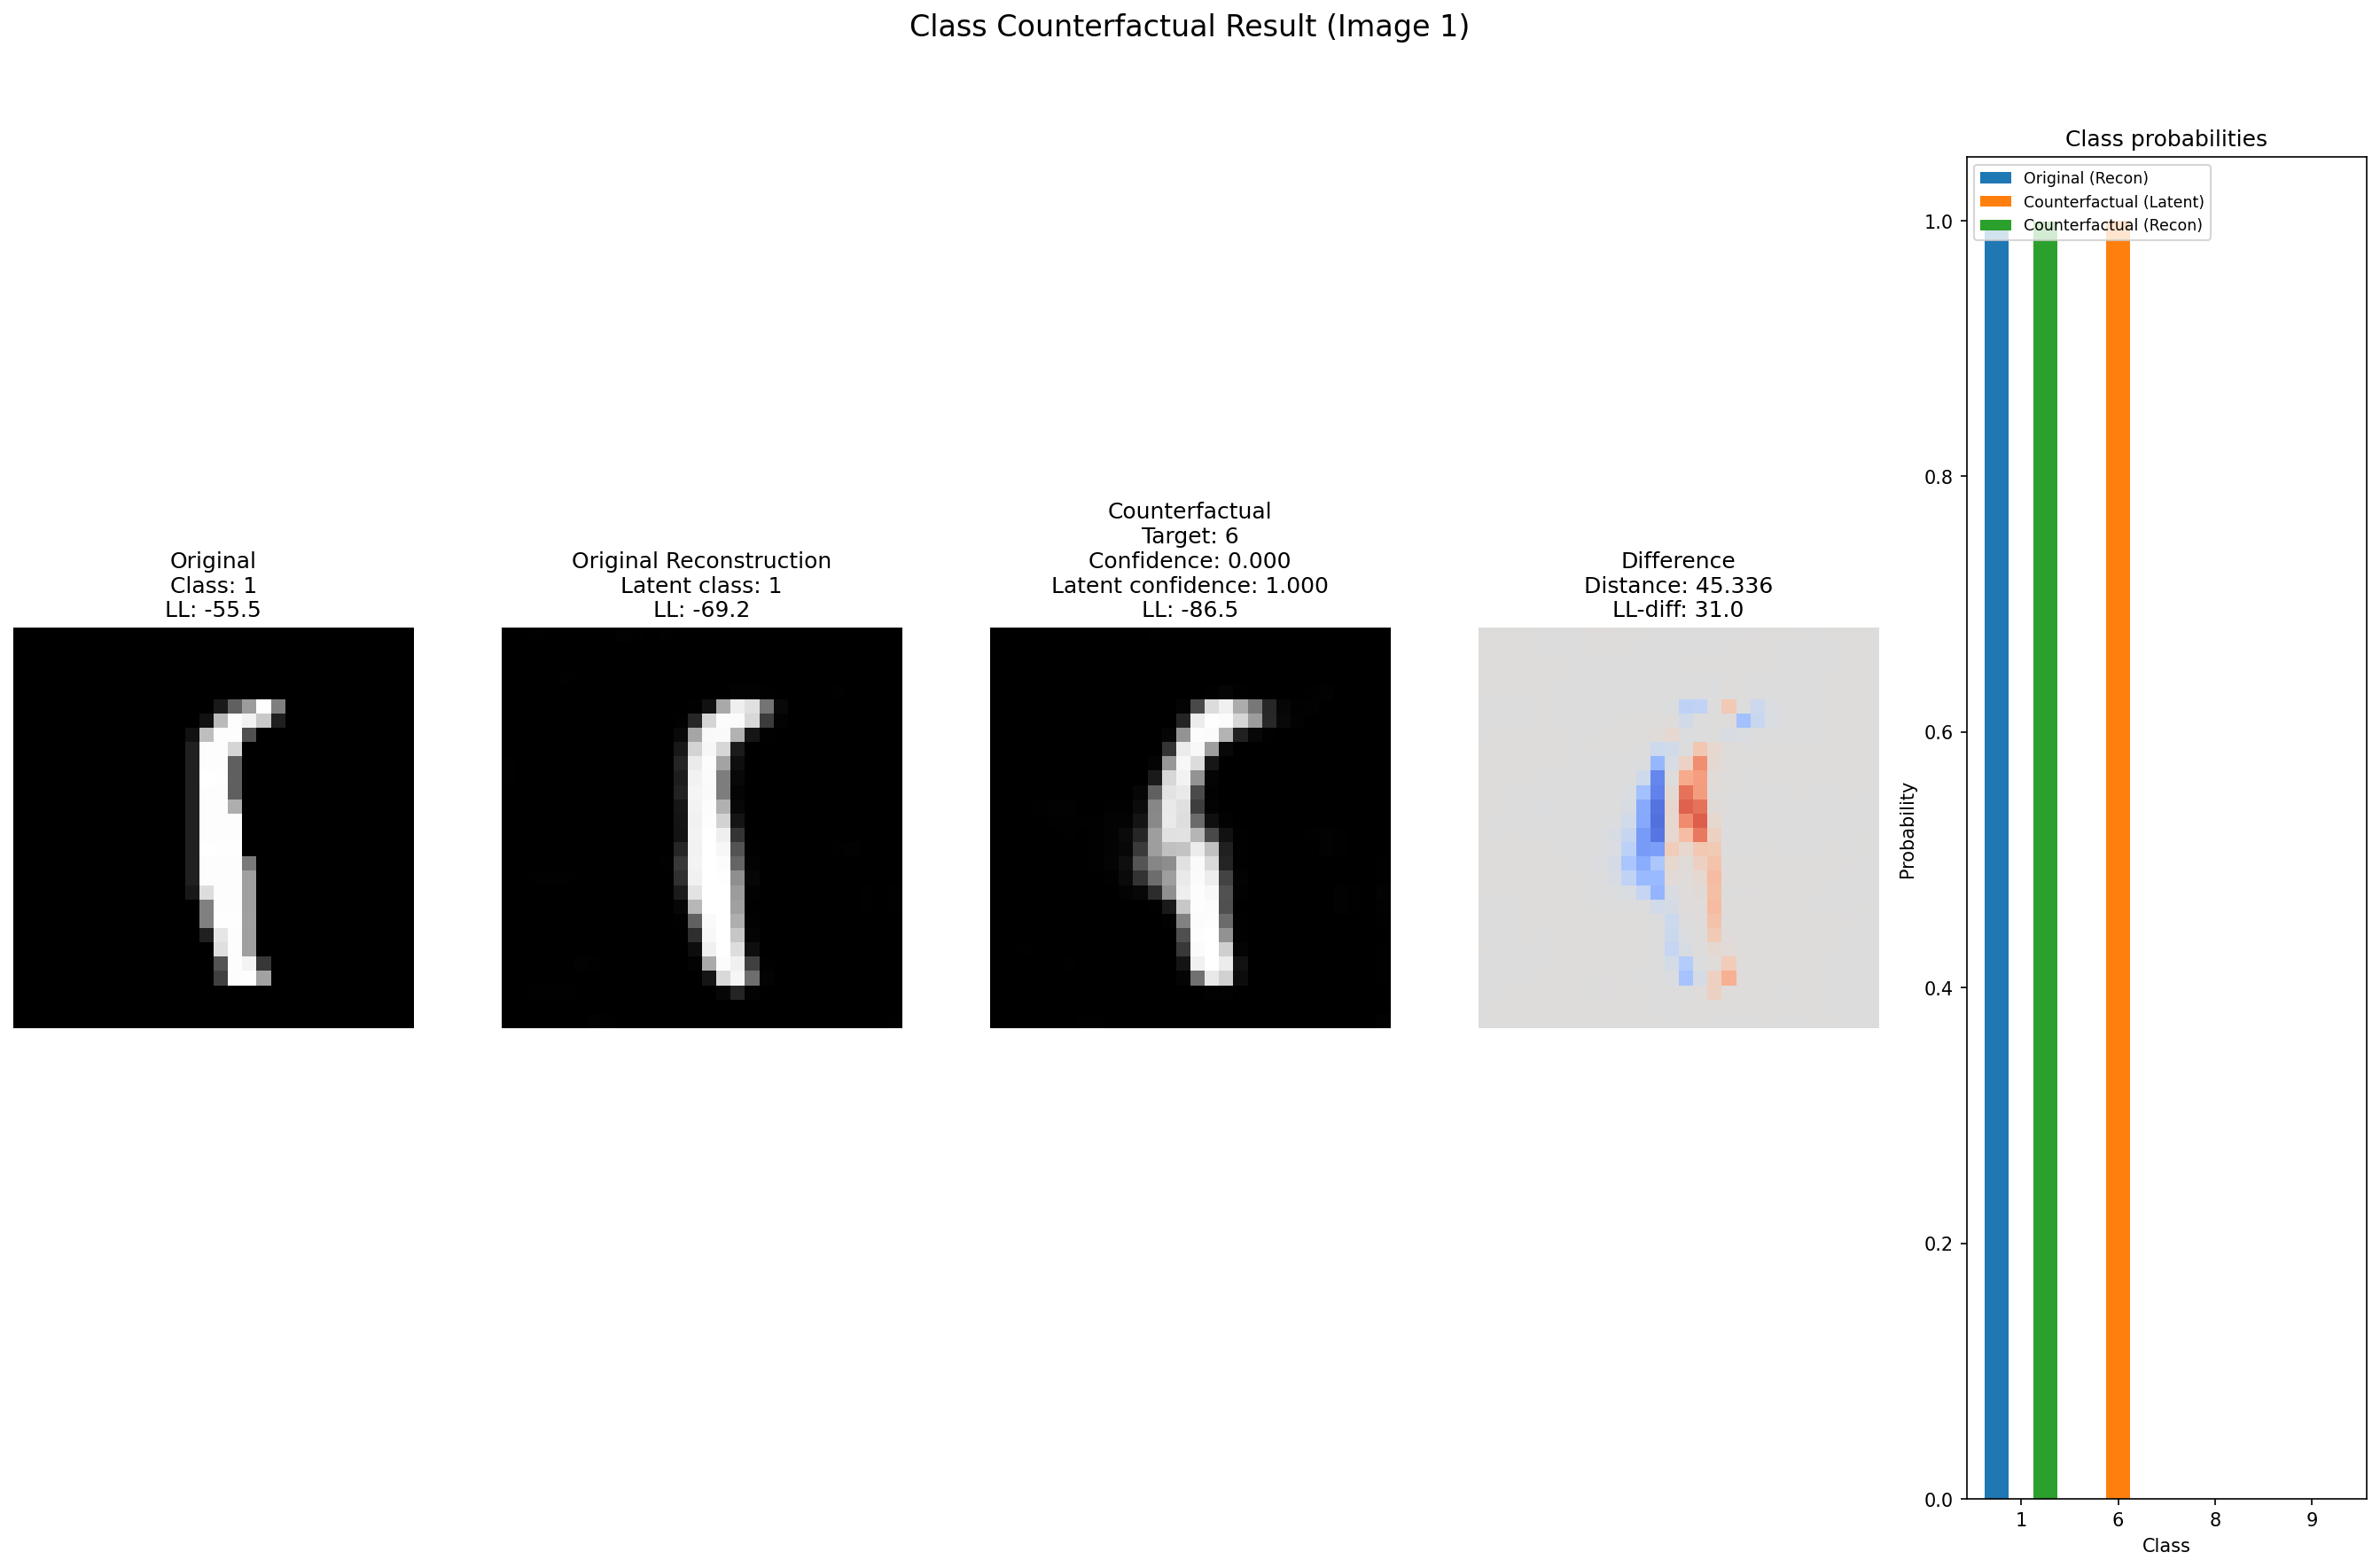 Class Counterfactual Result (Image 1)
Original
Class: 1
LL: -55.5
Original Reconstruction
Latent class: 1
LL: -69.2
Counterfactual
Target: 6
Confidence: 0.000
Latent confidence: 1.000
LL: -86.5
Difference
Distance: 45.336
LL-diff: 31.0
Class probabilities
Original (Recon)
Counterfactual (Latent)
Counterfactual (Recon)
1.0
0.8
0.6
0.4
0.2
0.0
Probability
1 6 8 9
Class